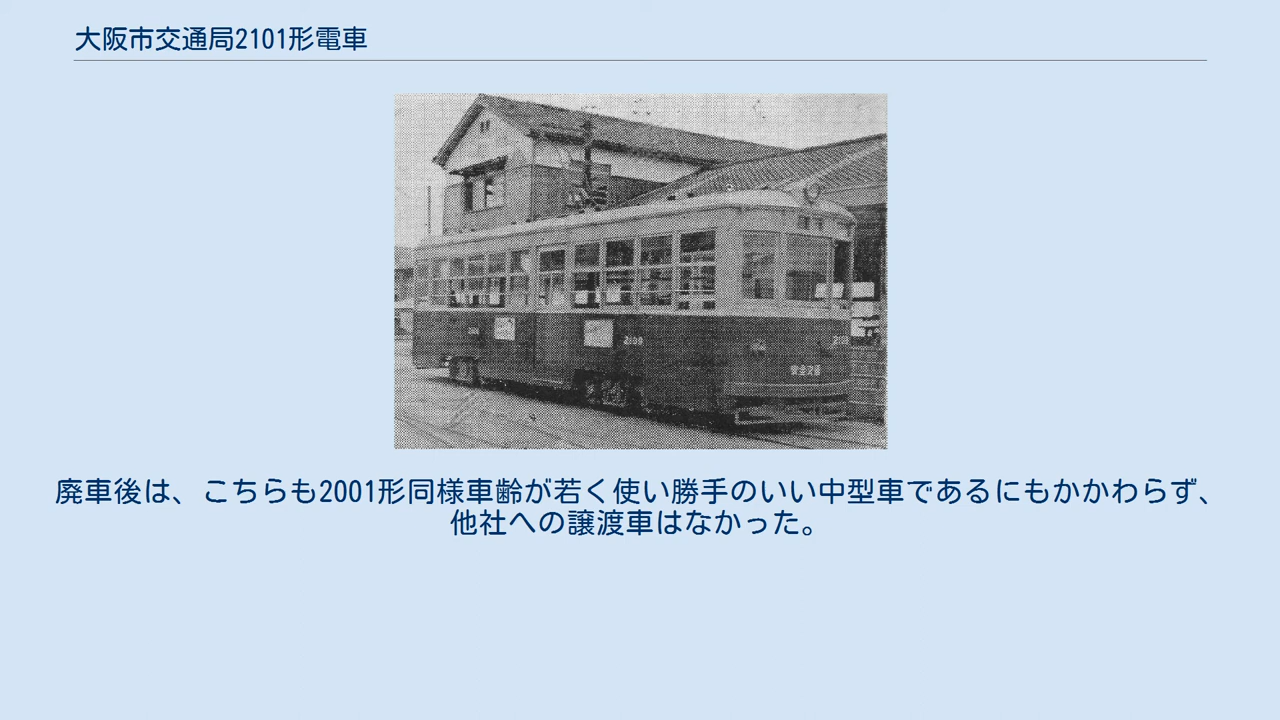 大阪市交通局2101形電車
廃車後は、こちらも2001形同様車齢が若く使い勝手のいい中型車であるにもかかわらず、
他社への譲渡車はなかった。